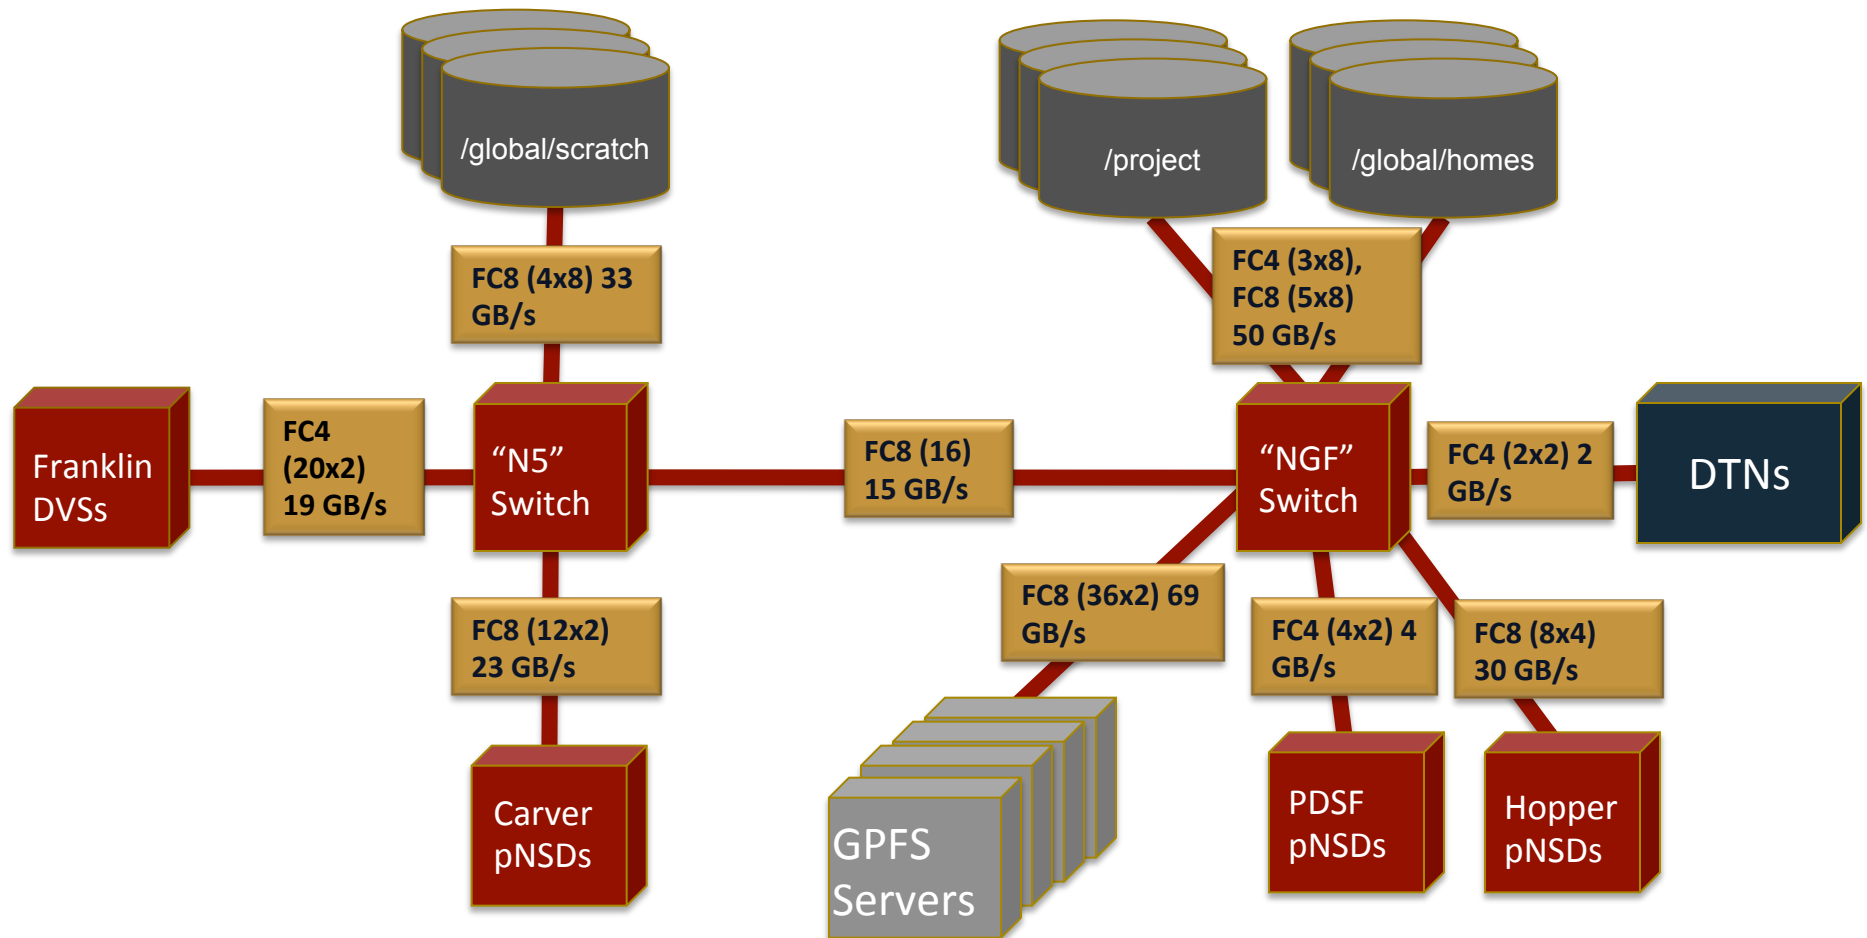 /global/scratch
/project
/global/homes
FC8 (4x8) 33
GB/s
FC4 (3x8),
FC8 (5x8)
50 GB/s
Franklin
DVSs
FC4
(20x2)
19 GB/s
“N5”
Switch
FC8 (16)
15 GB/s
“NGF”
Switch
FC4 (2x2) 2
GB/s
DTNs
FC8 (12x2)
23 GB/s
FC8 (36x2) 69
GB/s
FC4 (4x2) 4
GB/s
FC8 (8x4)
30 GB/s
Carver
pNSDs
GPFS
Servers
PDSF
pNSDs
Hopper
pNSDs